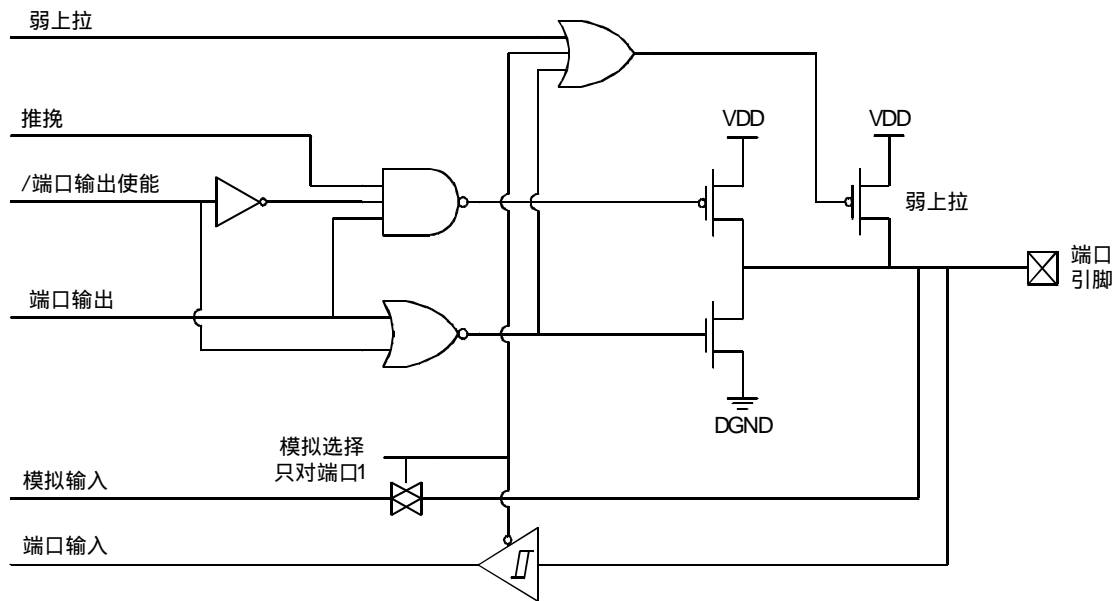 弱上拉
推挽
VDD
VDD
/端口输出使能
弱上拉
端口
引脚
端口输出
DGND
模拟选择
只对端口1
模拟输入
端口输入